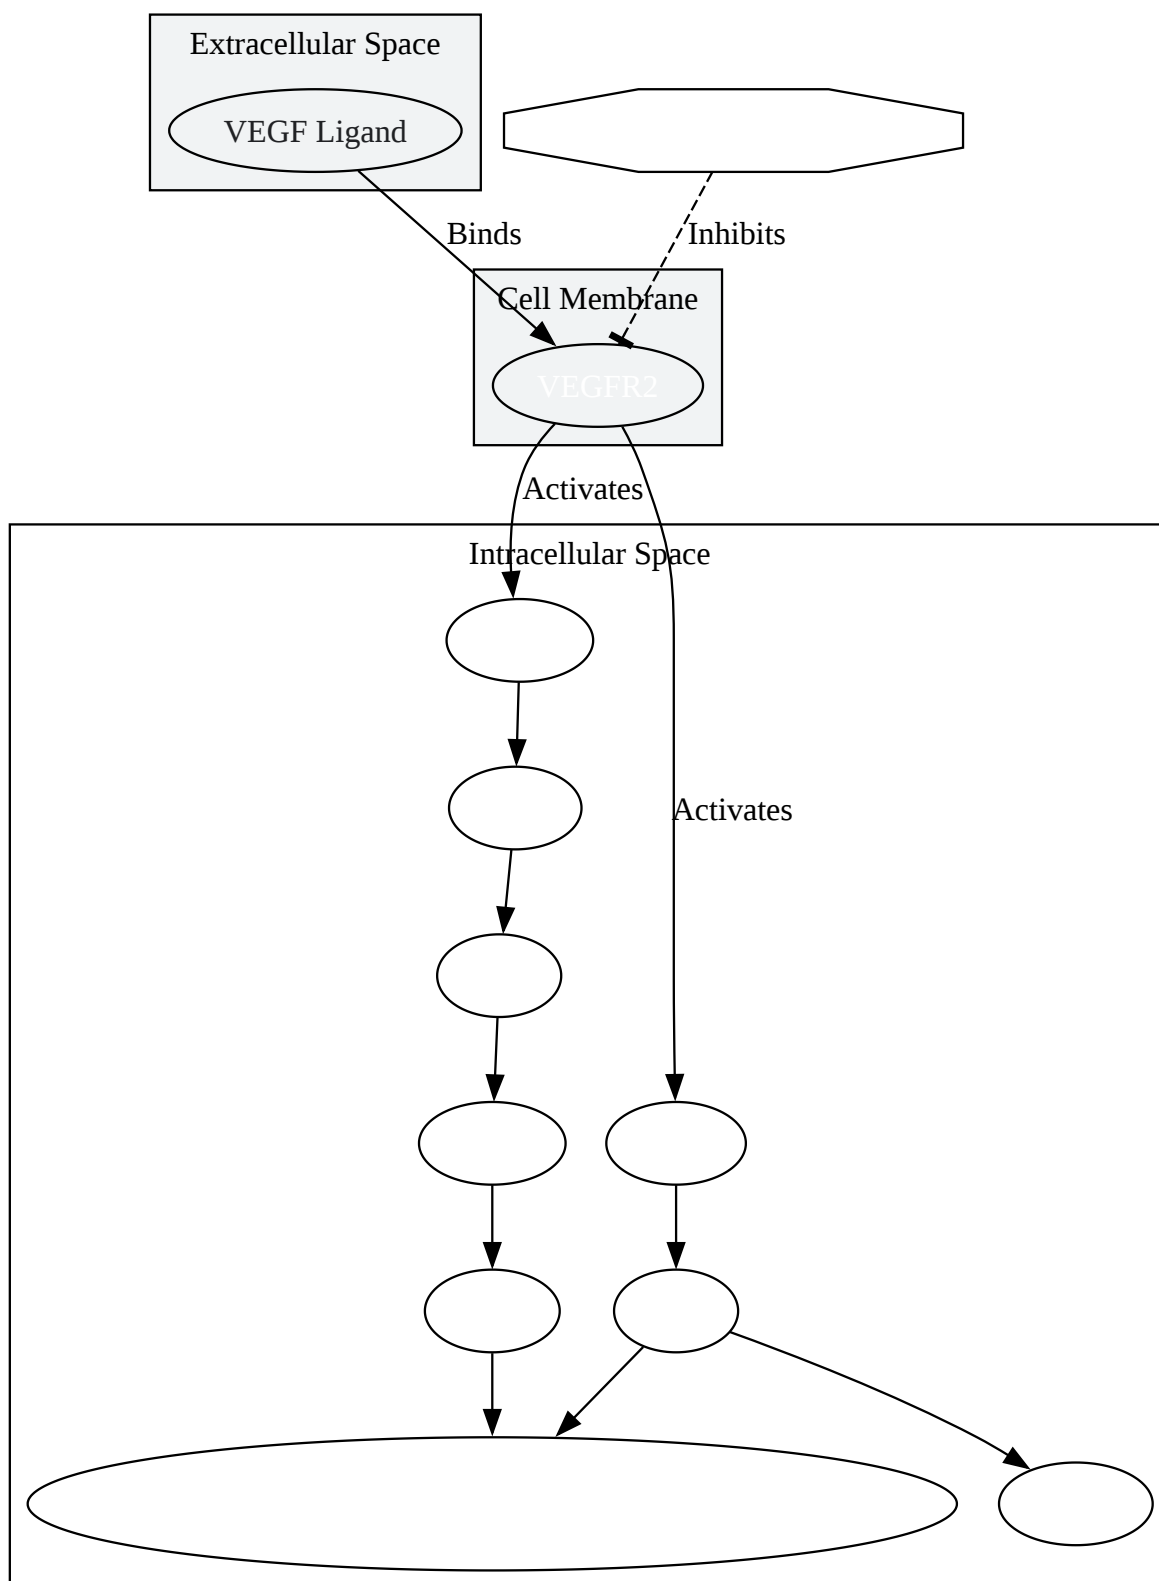 Extracellular Space
VEGF Ligand
Binds
Inhibits
Cell Membrane
VEGFR2
Activates
Intracellular Space
Activates